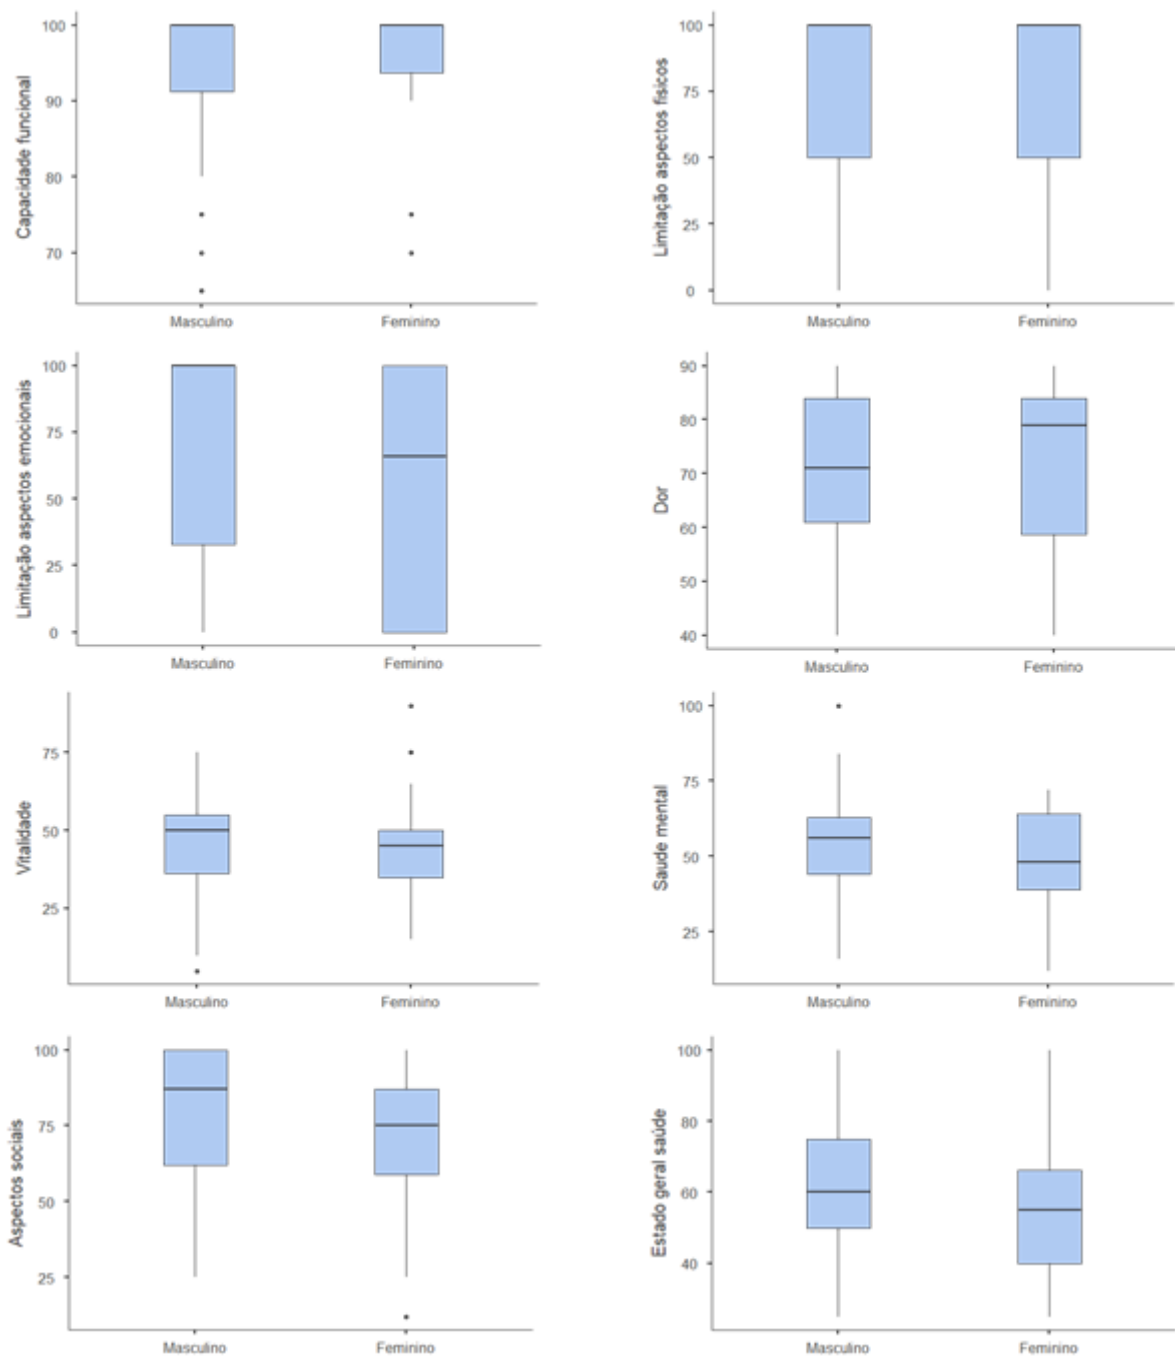 Capacidade funcional
100
90
80
70
Masculino
Feminino
Limitação aspectos físicos
100
75
50
25
0
Masculino
Feminino
Limitação aspectos emocionais
100
75
50
25
0
Masculino
Feminino
Dor
90
80
70
60
50
40
Masculino
Feminino
Vitalidade
75
50
25
Masculino
Feminino
Saude mental
100
75
50
25
Masculino
Feminino
Aspectos sociais
100
75
50
25
Masculino
Feminino
Estado geral saúde
100
80
60
40
Masculino
Feminino